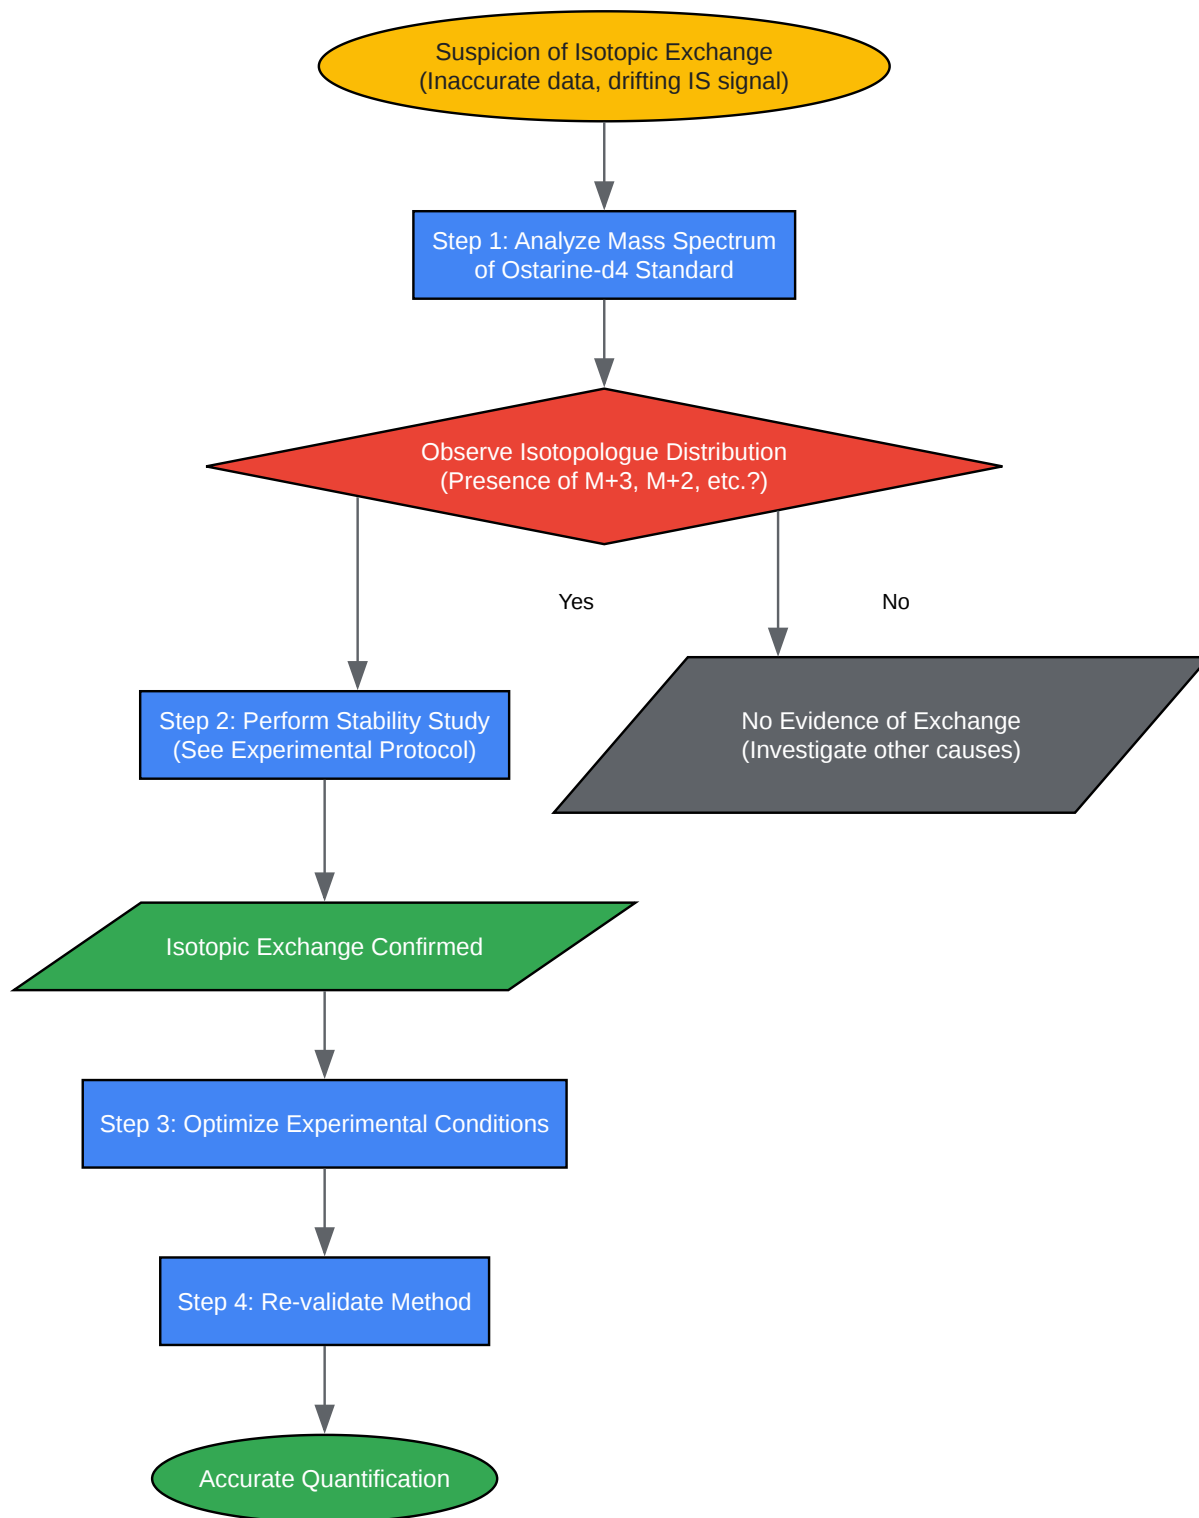 Suspicion of Isotopic Exchange
(Inaccurate data, drifting IS signal)
Step 1: Analyze Mass Spectrum
of Ostarine-d4 Standard
Observe Isotopologue Distribution
(Presence of M+3, M+2, etc.?)
Yes
No
Step 2: Perform Stability Study
(See Experimental Protocol)
No Evidence of Exchange
(Investigate other causes)
Isotopic Exchange Confirmed
Step 3: Optimize Experimental Conditions
Step 4: Re-validate Method
Accurate Quantification